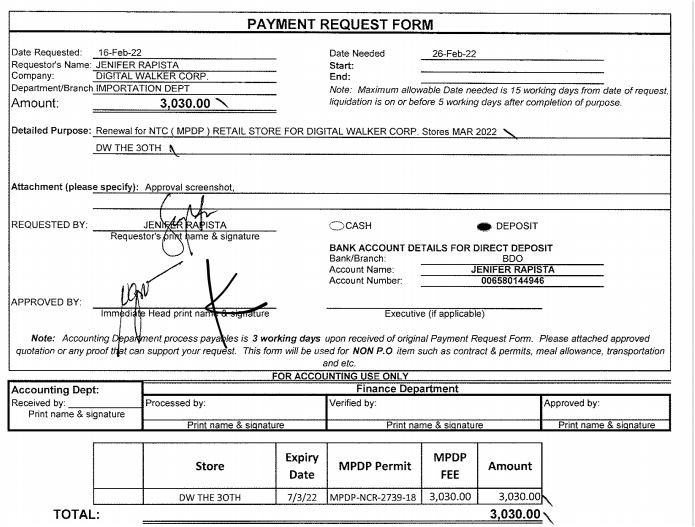 PAYMENT REQUEST FORM
Date Requested: 16-Feb-22 Date Needed 26-Feb-22
Requestor's Name: JENIFER RAPISTA Start:
Company: DIGITAL WALKER CORP. End:
Department/Branch IMPORTATION DEPT Note: Maximum allowable Date needed is 15 working days from date of request,
Amount: 3,030.00 liquidation is on or before 5 working days after completion of purpose.
Detailed Purpose: Renewal for NTC ( MPDP ) RETAIL STORE FOR DIGITAL WALKER CORP. Stores MAR 2022
DW THE 3OTH
Attachment (please specify): Approval screenshot,
REQUESTED BY: JENIFER RAPISTA CASH DEPOSIT
Requestor's print name & signature
BANK ACCOUNT DETAILS FOR DIRECT DEPOSIT
Bank/Branch: BDO
Account Name: JENIFER RAPISTA
Account Number: 006580144946
APPROVED BY:
Immediate Head print name & signature Executive (if applicable)
Note: Accounting Department process payables is 3 working days upon received of original Payment Request Form. Please attached approved
quotation or any proof that can support your request. This form will be used for NON P.O item such as contract & permits, meal allowance, transportation
and etc.
FOR ACCOUNTING USE ONLY
Accounting Dept: Finance Department
Received by: Processed by: Verified by: Approved by:
Print name & signature Print name & signature Print name & signature Print name & signature
Store Expiry Date MPDP Permit MPDP FEE Amount
DW THE 3OTH 7/3/22 MPDP-NCR-2739-18 3,030.00 3,030.00
TOTAL: 3,030.00